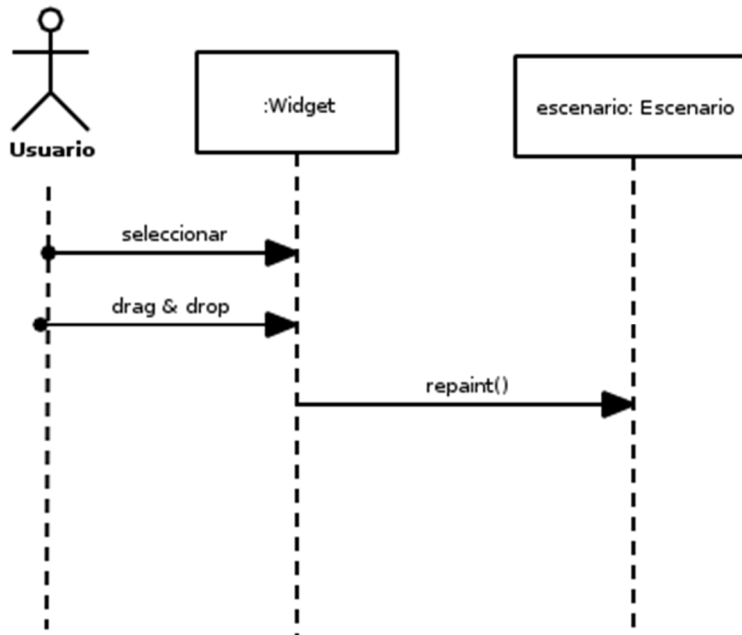 :Widget
escenario: Escenario
Usuario
seleccionar
drag & drop
repaint()